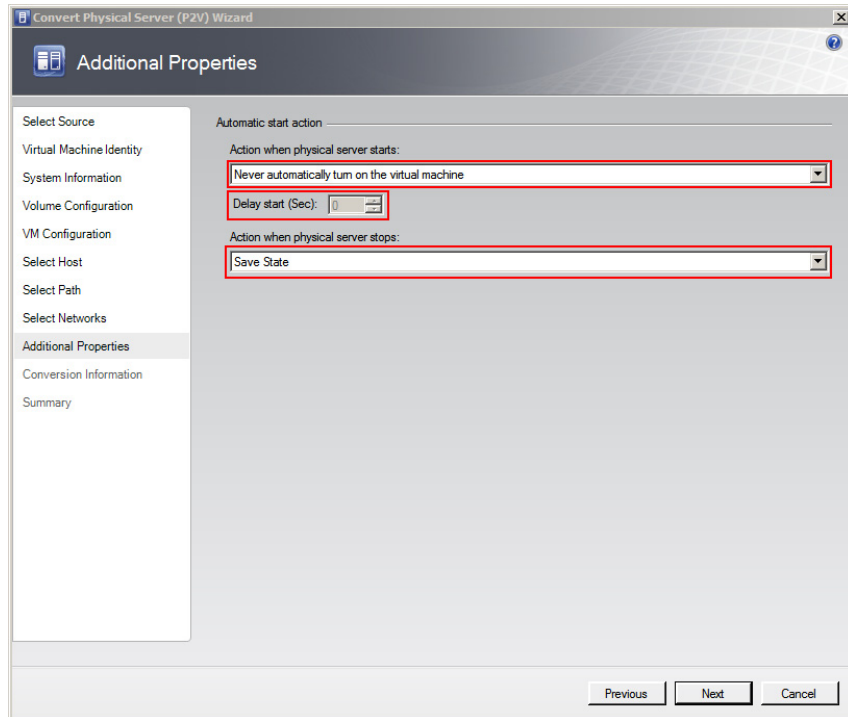 Convert Physical Server (P2V) Wizard
Additional Properties
Select Source
Virtual Machine Identity
System Information
Volume Configuration
VM Configuration
Select Host
Select Path
Select Networks
Additional Properties
Conversion Information
Summary
Automatic start action
Action when physical server starts:
Never automatically turn on the virtual machine
Delay start (Sec): 0
Action when physical server stops:
Save State
Previous Next Cancel